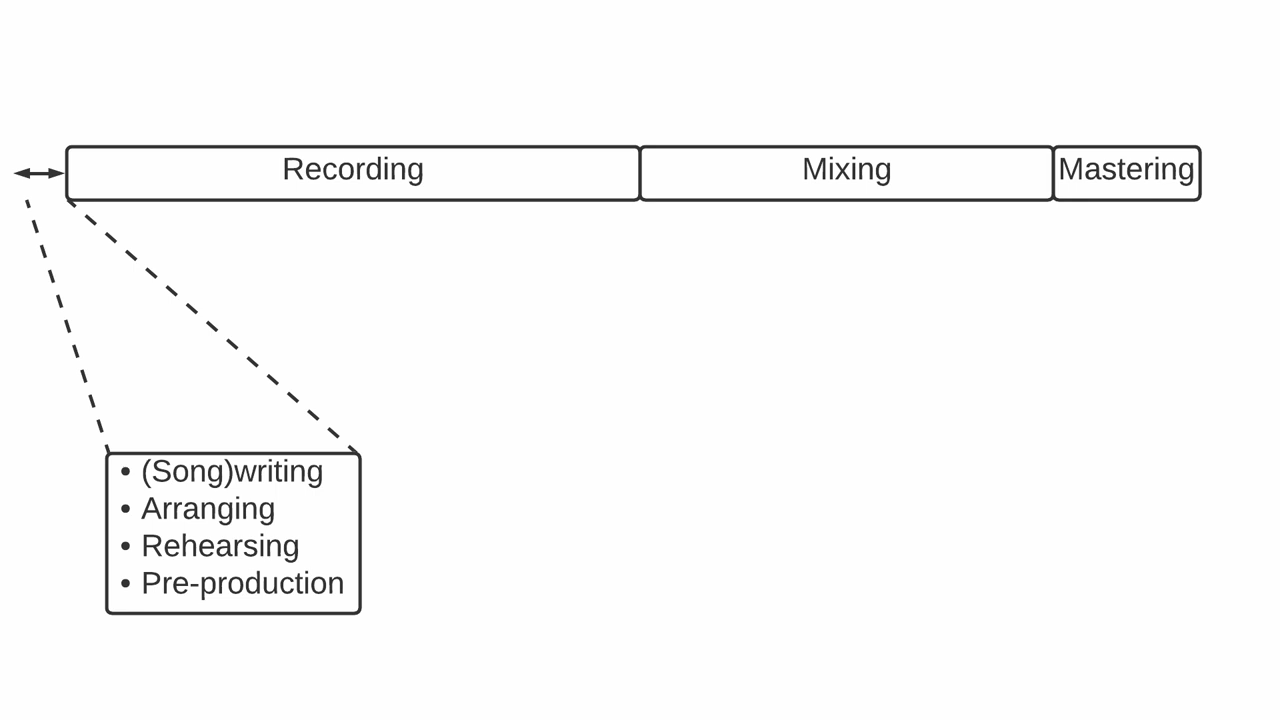 Recording
Mixing
Mastering
• (Song)writing
• Arranging
• Rehearsing
• Pre-production